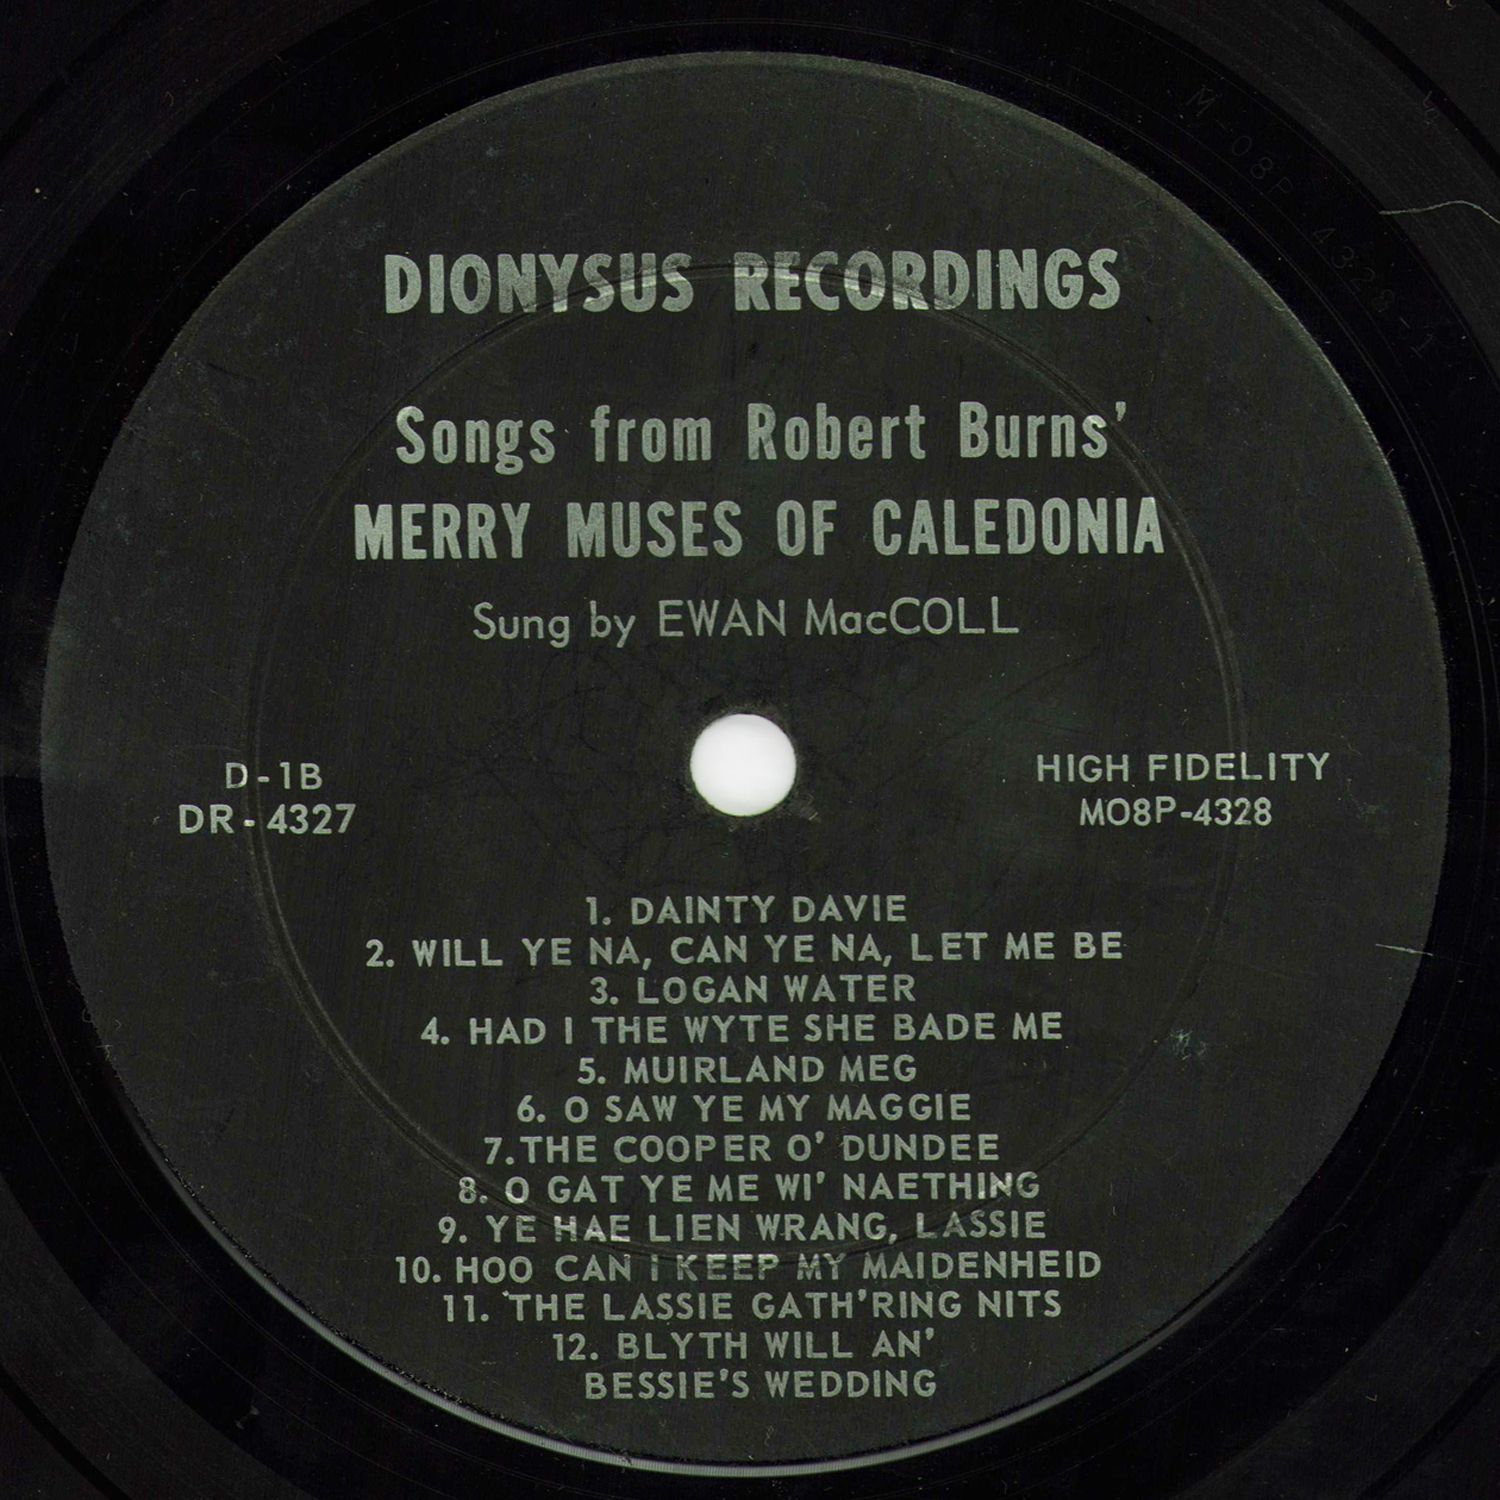 DIONYSUS RECORDINGS
Songs from Robert Burns'
MERRY MUSES OF CALEDONIA
Sung by EWAN MacCOLL
D-1B
DR-4327
HIGH FIDELITY
MO8P-4328
1. DAINTY DAVIE
2. WILL YE NA, CAN YE NA, LET ME BE
3. LOGAN WATER
4. HAD I THE WYTE SHE BADE ME
5. MUIRLAND MEG
6. O SAW YE MY MAGGIE
7. THE COOPER O' DUNDEE
8. O GAT YE ME WI' NAETHING
9. YE HAE LIEN WRANG, LASSIE
10. HOO CAN I KEEP MY MAIDENHEID
11. THE LASSIE GATH'RING NITS
12. BLYTH WILL AN'
BESSIE'S WEDDING
M-08P 4328-1